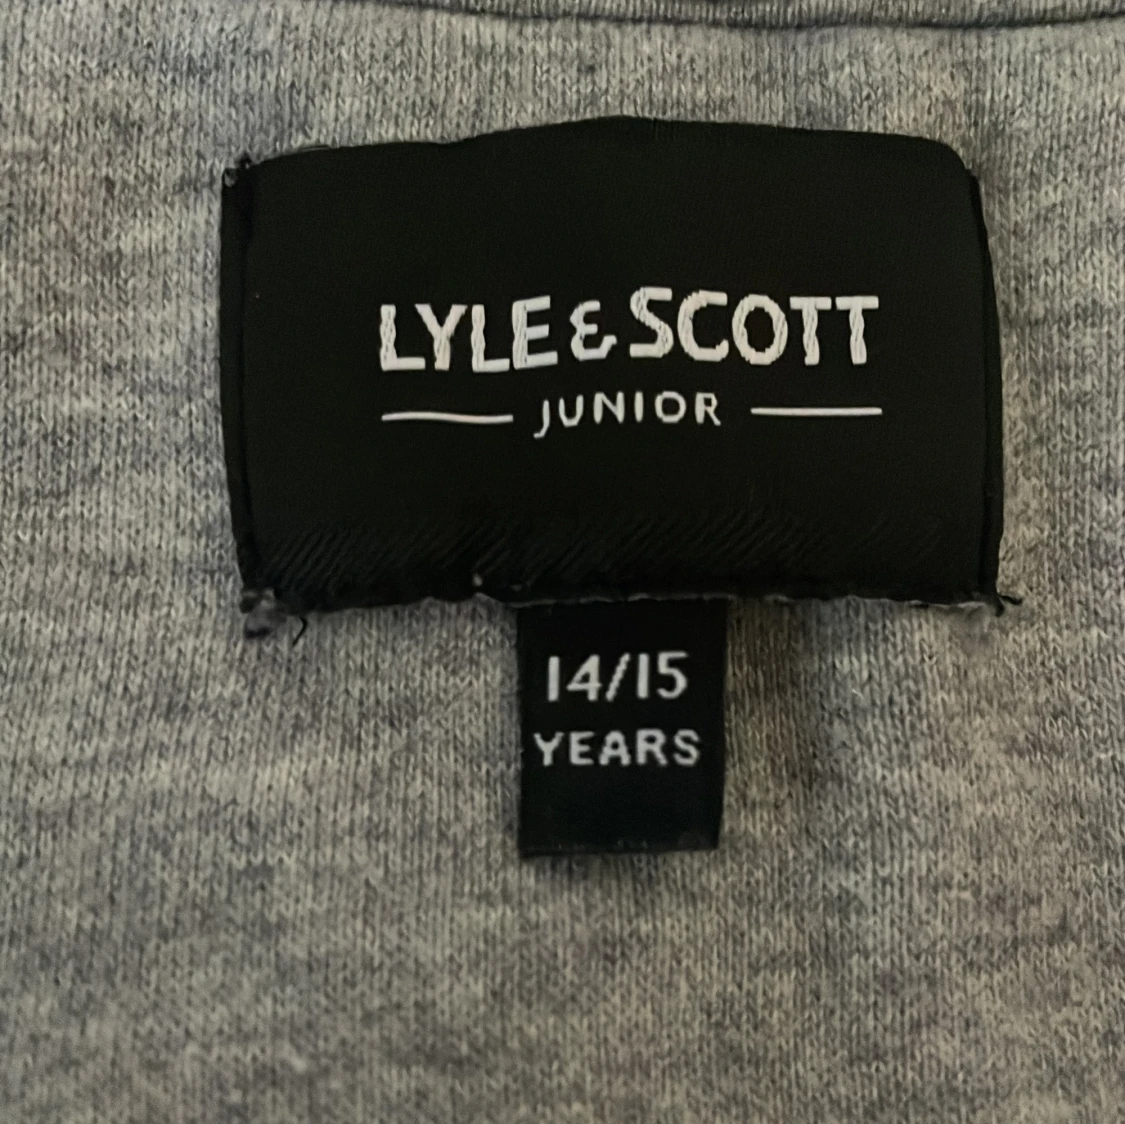 LYLE & SCOTT
JUNIOR
14/15
YEARS